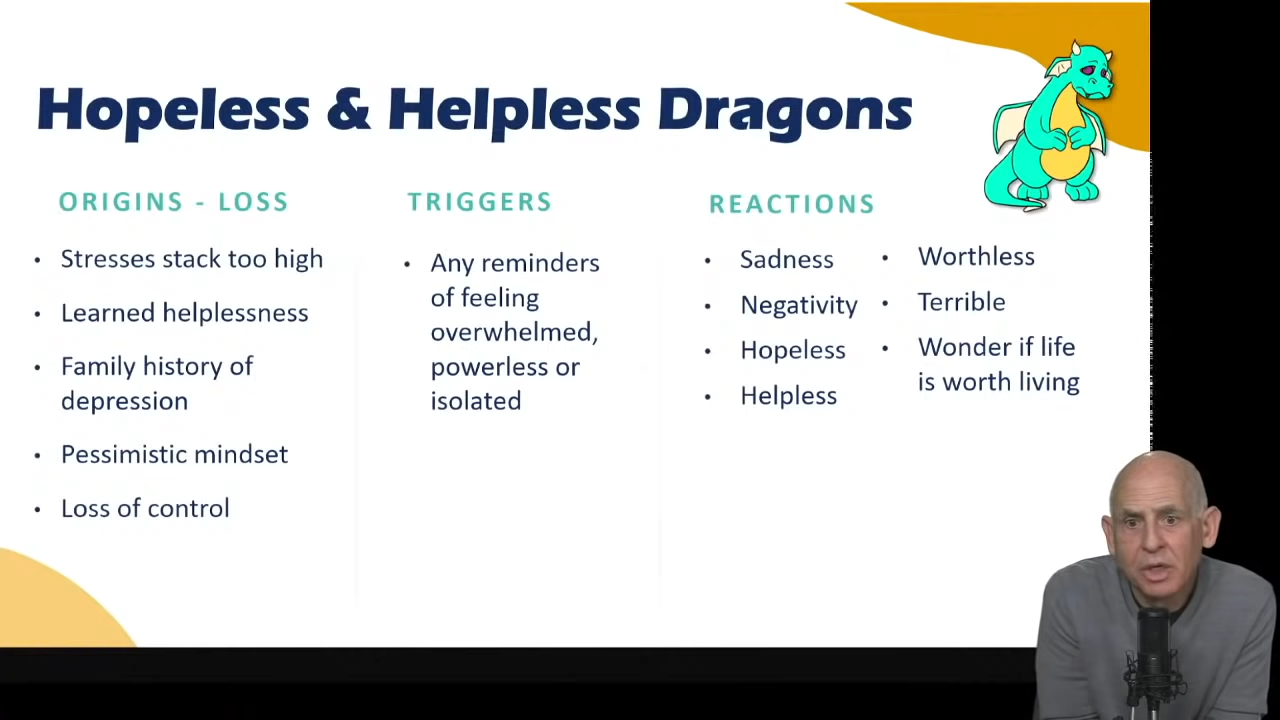 Hopeless & Helpless Dragons
ORIGINS - LOSS
• Stresses stack too high
• Learned helplessness
• Family history of
depression
• Pessimistic mindset
• Loss of control
TRIGGERS
• Any reminders
of feeling
overwhelmed,
powerless or
isolated
REACTIONS
• Sadness
• Negativity
• Hopeless
• Helpless
• Worthless
• Terrible
• Wonder if life
is worth living